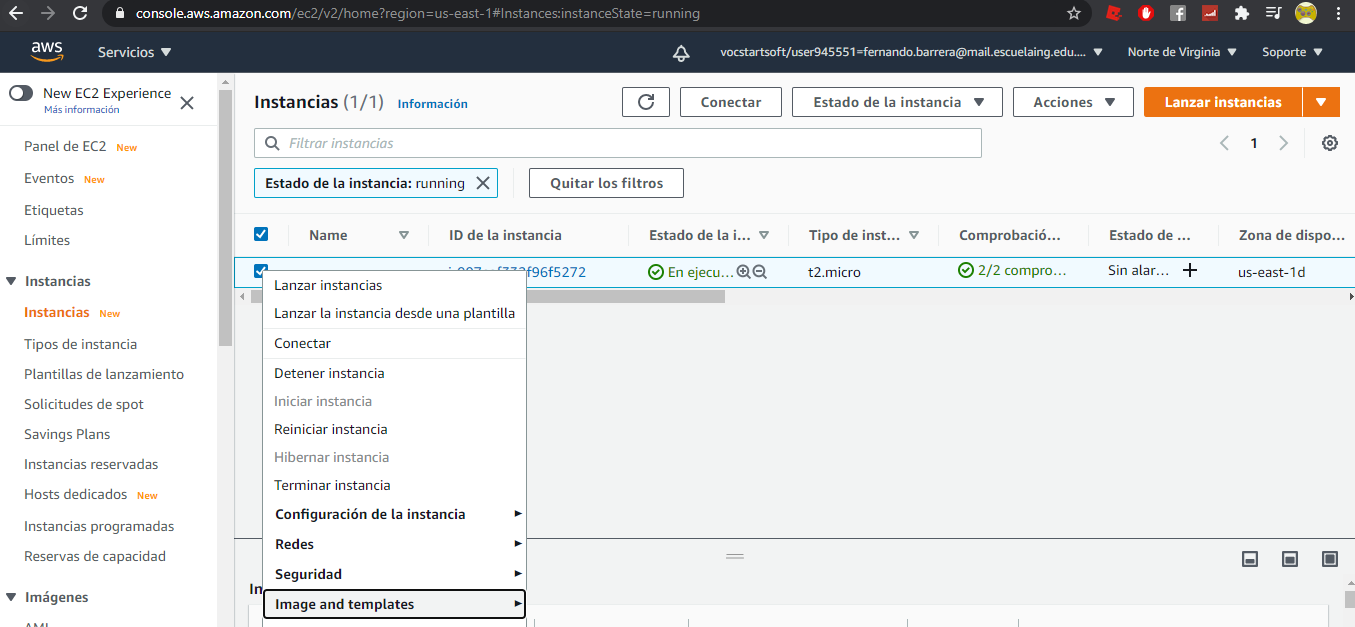 console.aws.amazon.com/ec2/v2/home?region=us-east-1#Instances:instanceState=running
aws
Servicios
vocstartsoft/user945551=fernando.barrera@mail.escuelaing.edu....
Norte de Virginia
Soporte
New EC2 Experience
Más información
Panel de EC2 New
Eventos New
Etiquetas
Límites
Instancias
Instancias New
Tipos de instancia
Plantillas de lanzamiento
Solicitudes de spot
Savings Plans
Instancias reservadas
Hosts dedicados New
Instancias programadas
Reservas de capacidad
Imágenes
AMI
Instancias (1/1) Información
Conectar
Estado de la instancia
Acciones
Lanzar instancias
Filtrar instancias
1
Estado de la instancia: running
Quitar los filtros
Name ID de la instancia Estado de la i... Tipo de inst... Comprobació... Estado de ... Zona de dispo...
En ejecu... t2.micro 2/2 compro... Sin alar... us-east-1d
Lanzar instancias
Lanzar la instancia desde una plantilla
Conectar
Detener instancia
Iniciar instancia
Reiniciar instancia
Hibernar instancia
Terminar instancia
Configuración de la instancia
Redes
Seguridad
Image and templates